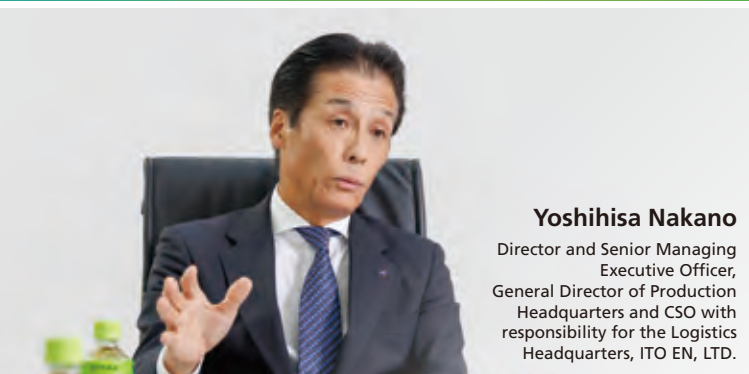 Yoshihisa Nakano
Director and Senior Managing
Executive Officer,
General Director of Production
Headquarters and CSO with
responsibility for the Logistics
Headquarters, ITO EN, LTD.